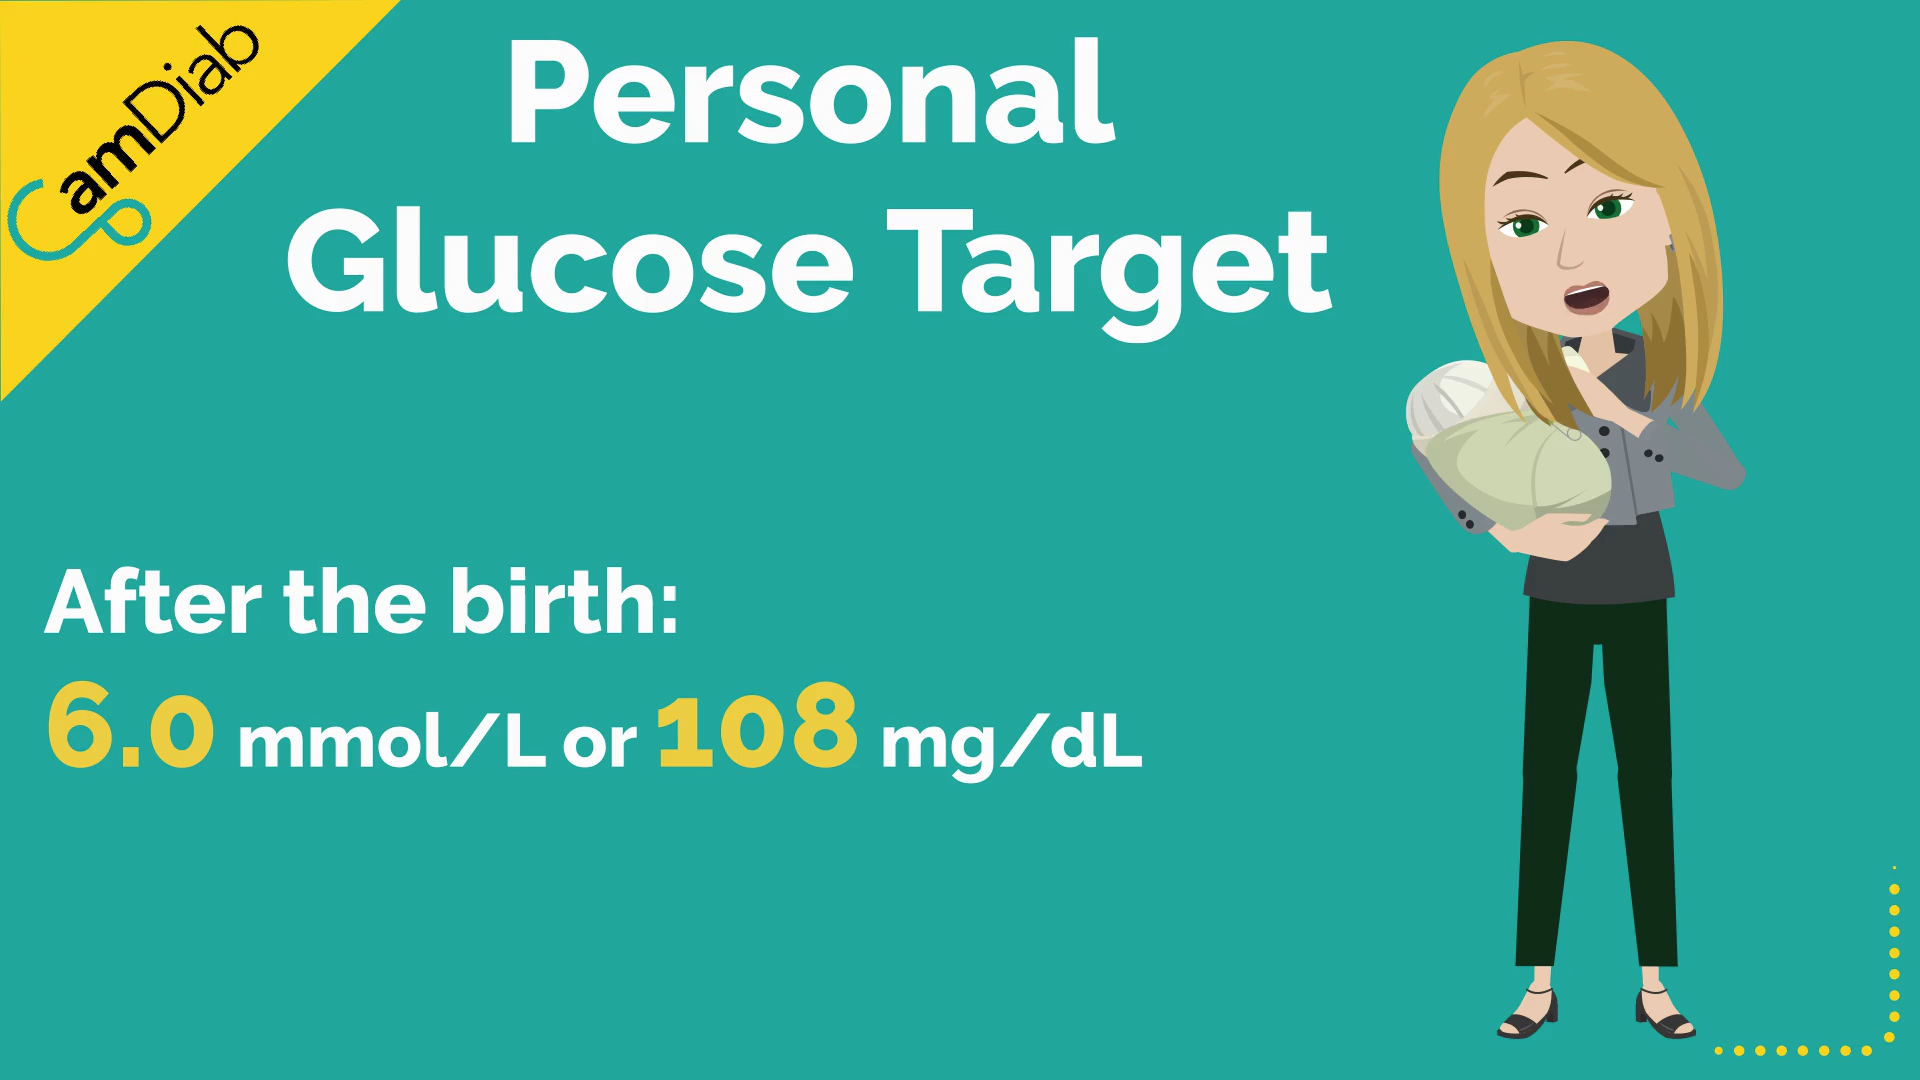 CamDiab
Personal
Glucose Target
After the birth:
6.0 mmol/L or 108 mg/dL